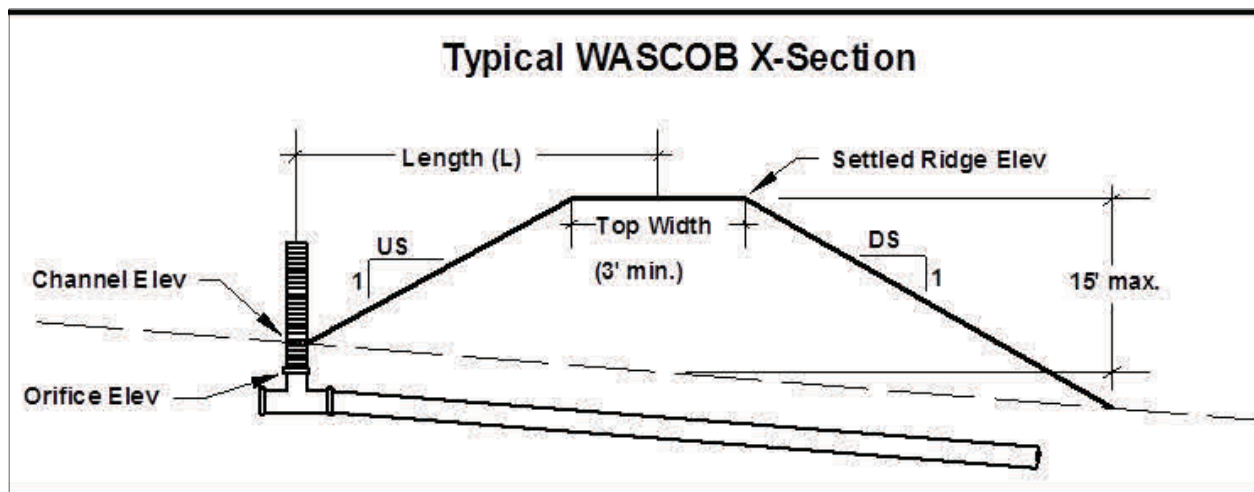 Typical WASCOB X-Section
Length (L)
Settled Ridge Elev
US
1
Top Width
(3' min.)
DS
1
15' max.
Channel Elev
Orifice Elev